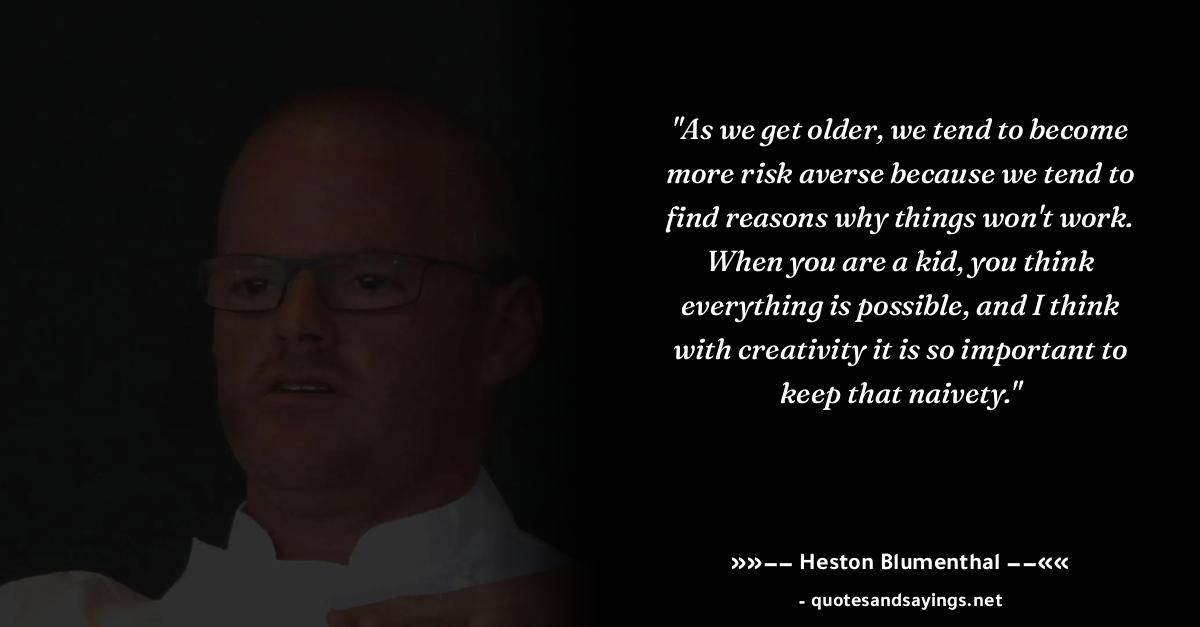 "As we get older, we tend to become
more risk averse because we tend to
find reasons why things won't work.
When you are a kid, you think
everything is possible, and I think
with creativity it is so important to
keep that naivety."
»»–– Heston Blumenthal ––««
- quotesandsayings.net